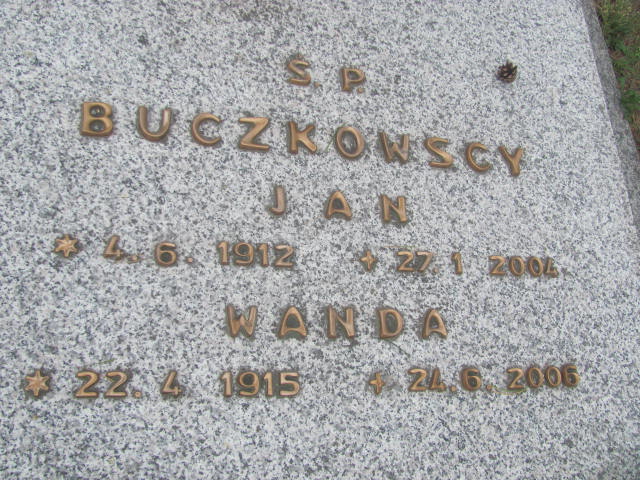 Ś.P.
BUCZKOWSCY
JAN
* 4.6.1912 + 27.1 2004.
WANDA
* 22.4.1915 + 24.6.2006